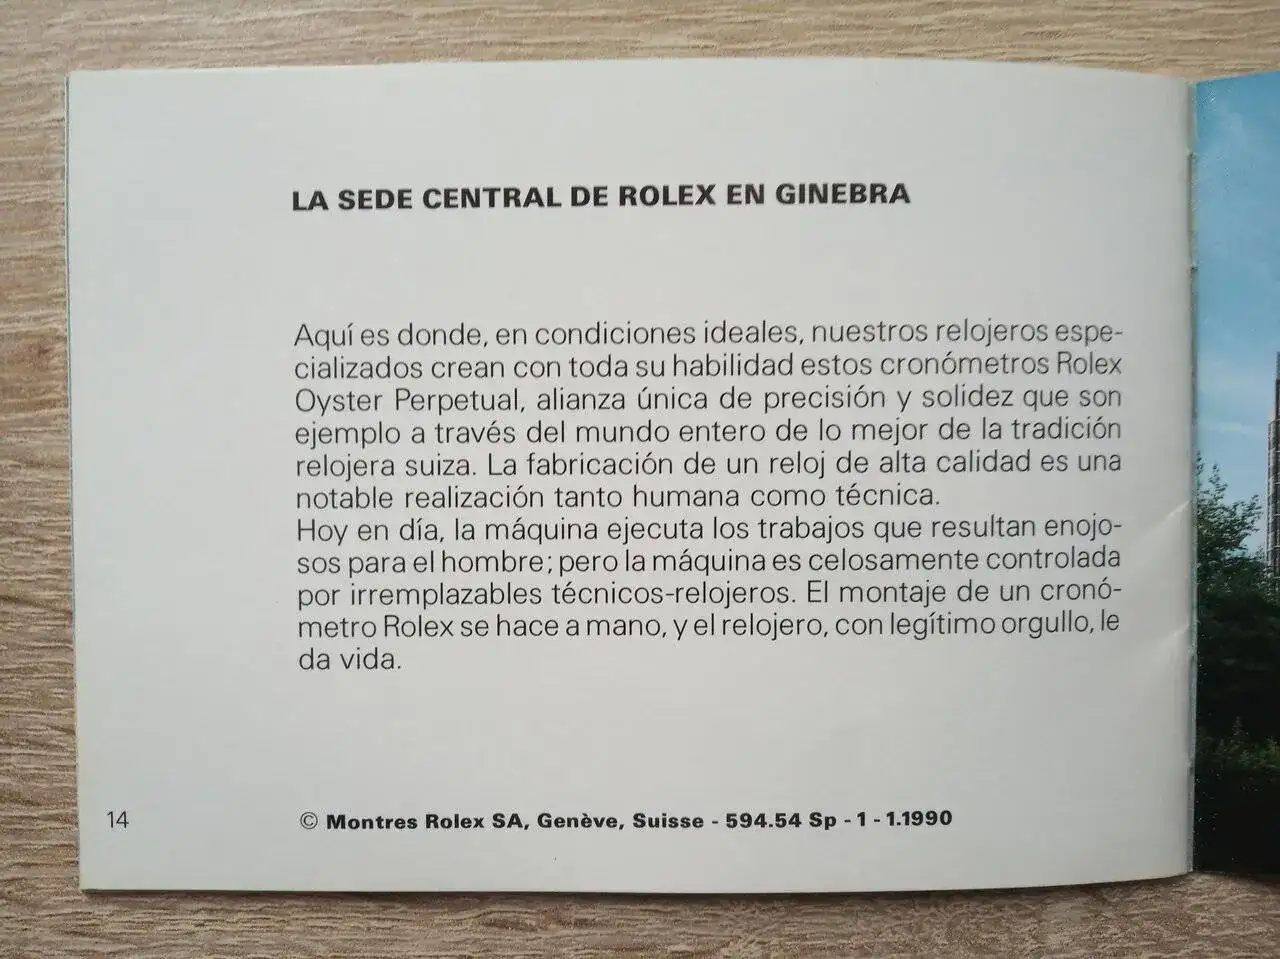 LA SEDE CENTRAL DE ROLEX EN GINEBRA
Aquí es donde, en condiciones ideales, nuestros relojeros espe-
cializados crean con toda su habilidad estos cronómetros Rolex
Oyster Perpetual, alianza única de precisión y solidez que son
ejemplo a través del mundo entero de lo mejor de la tradición
relojera suiza. La fabricación de un reloj de alta calidad es una
notable realización tanto humana como técnica.
Hoy en día, la máquina ejecuta los trabajos que resultan enojo-
sos para el hombre; pero la máquina es celosamente controlada
por irremplazables técnicos-relojeros. El montaje de un cronó-
metro Rolex se hace a mano, y el relojero, con legítimo orgullo, le
da vida.
14
© Montres Rolex SA, Genève, Suisse - 594.54 Sp - 1 - 1.1990